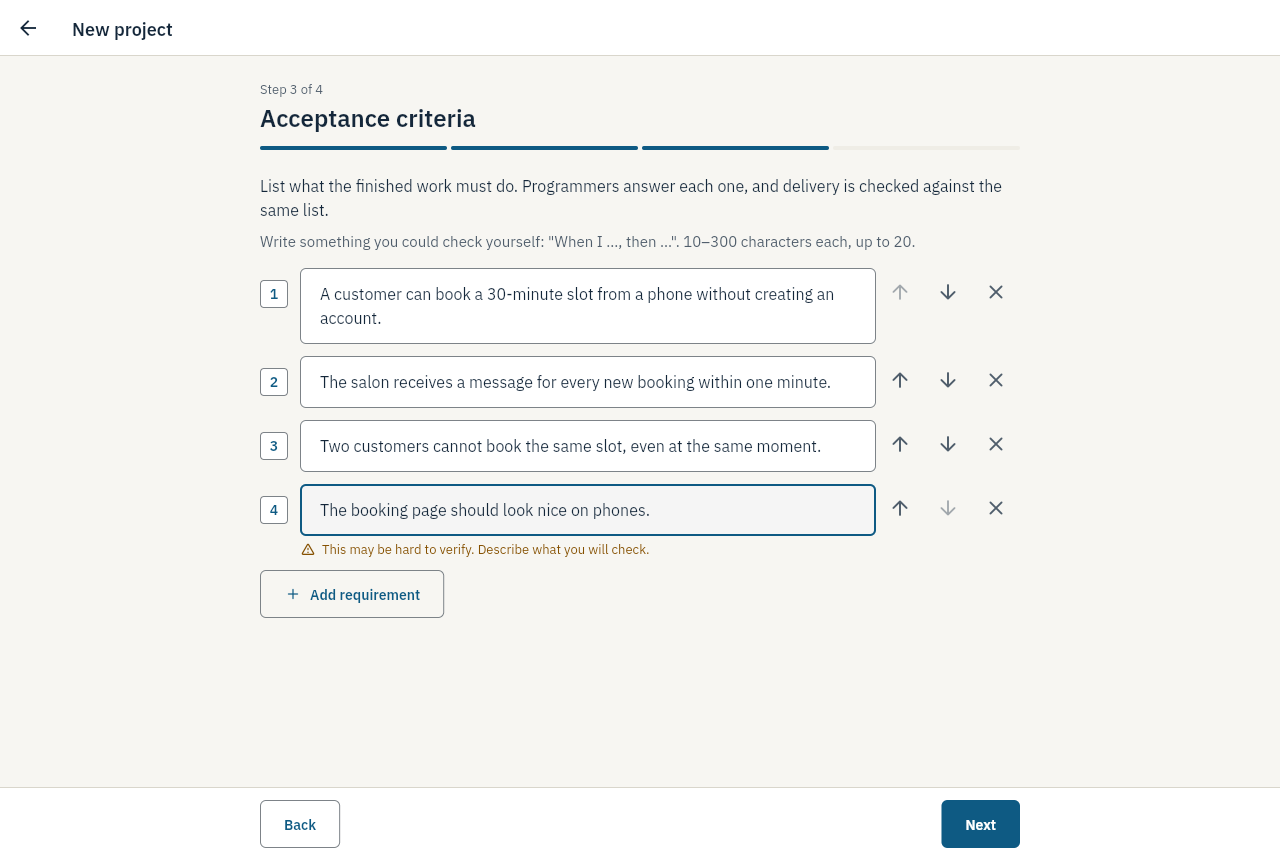 New project
Step 3 of 4
Acceptance criteria
List what the finished work must do. Programmers answer each one, and delivery is checked against the
same list.
Write something you could check yourself: "When I ..., then ...". 10–300 characters each, up to 20.
1
A customer can book a 30-minute slot from a phone without creating an
account.
2
The salon receives a message for every new booking within one minute.
3
Two customers cannot book the same slot, even at the same moment.
4
The booking page should look nice on phones.
This may be hard to verify. Describe what you will check.
Add requirement
Back
Next